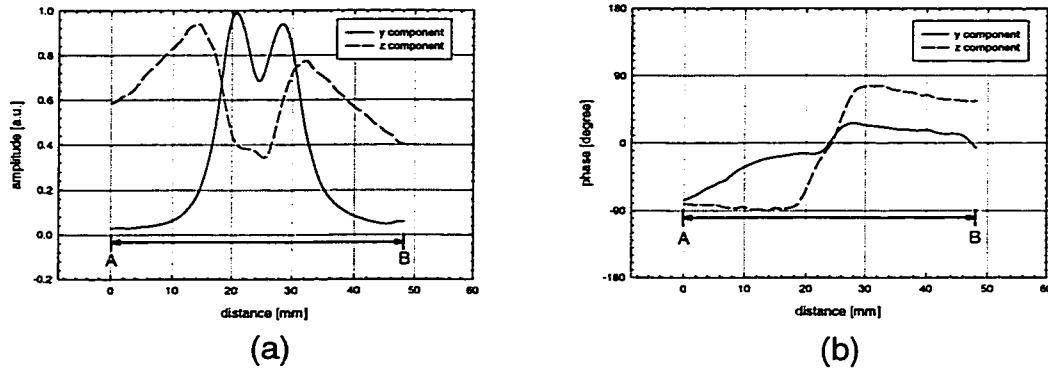 1.0
0.8
0.6
0.4
0.2
0.0
-0.2
amplitude [a.u.]
y component
z component
A
B
0 10 20 30 40 50 60
distance [mm]
(a)
180
90
0
-90
-180
phase [degree]
y component
z component
A
B
0 10 20 30 40 50 60
distance [mm]
(b)